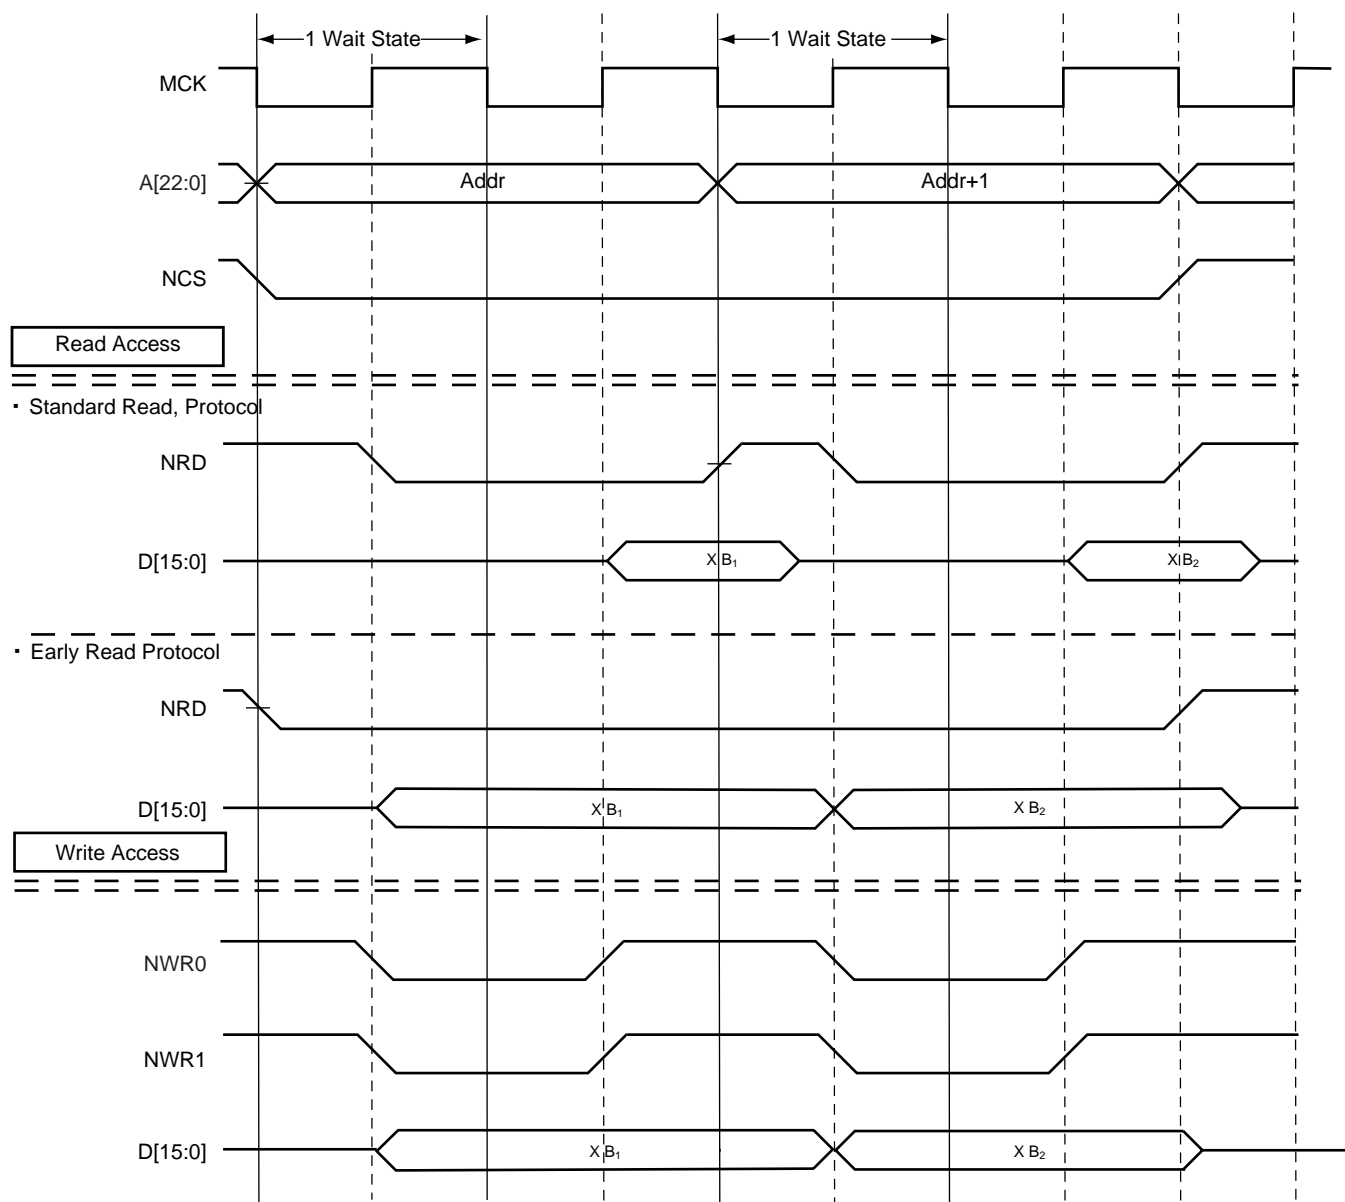 1 Wait State 1 Wait State
MCK
A[22:0] Addr Addr+1
NCS
Read Access
· Standard Read, Protocol
NRD
D[15:0] X B₁ X B₂
· Early Read Protocol
NRD
D[15:0] X B₁ X B₂
Write Access
NWR0
NWR1
D[15:0] X B₁ X B₂